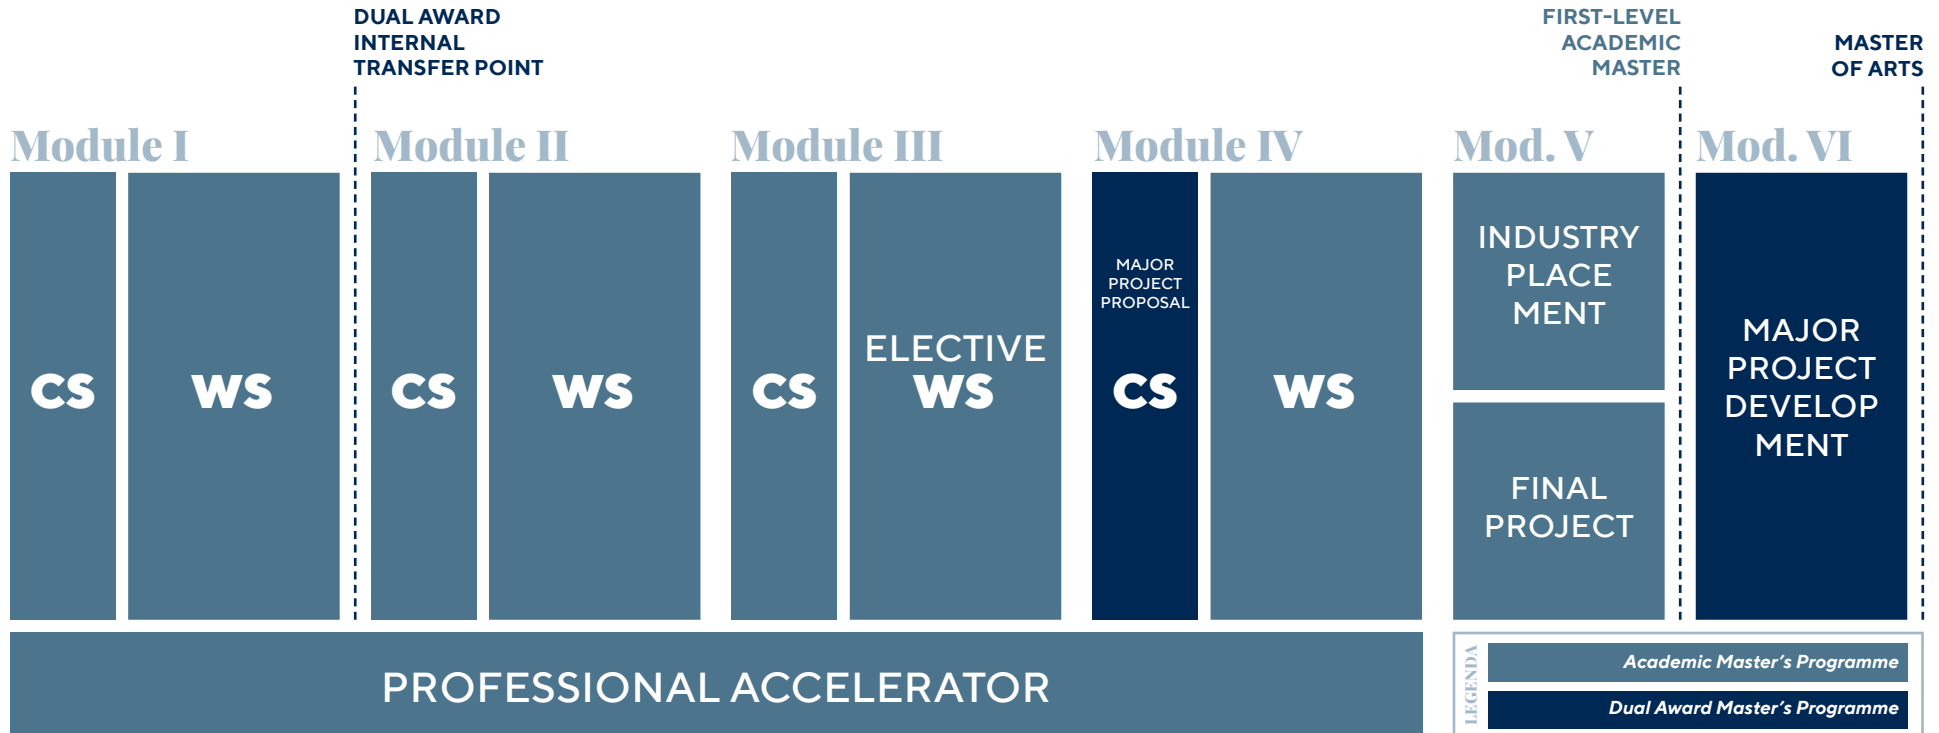 DUAL AWARD
INTERNAL
TRANSFER POINT
FIRST-LEVEL
ACADEMIC
MASTER
MASTER
OF ARTS
Module I
Module II
Module III
Module IV
Mod. V
Mod. VI
CS
WS
CS
WS
CS
ELECTIVE
WS
MAJOR
PROJECT
PROPOSAL
CS
WS
INDUSTRY
PLACE
MENT
FINAL
PROJECT
MAJOR
PROJECT
DEVELOP
MENT
PROFESSIONAL ACCELERATOR
LEGENDA
Academic Master's Programme
Dual Award Master's Programme